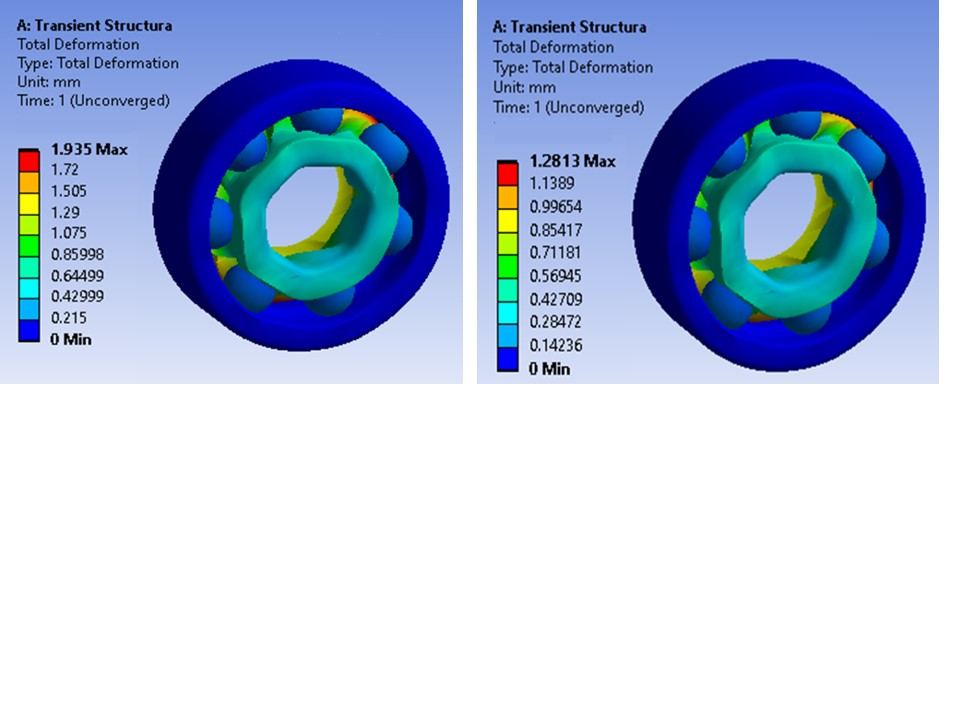 A: Transient Structura
Total Deformation
Type: Total Deformation
Unit: mm
Time: 1 (Unconverged)
1.935 Max
1.72
1.505
1.29
1.075
0.85998
0.64499
0.42999
0.215
0 Min
A: Transient Structura
Total Deformation
Type: Total Deformation
Unit: mm
Time: 1 (Unconverged)
1.2813 Max
1.1389
0.99654
0.85417
0.71181
0.56945
0.42709
0.28472
0.14236
0 Min